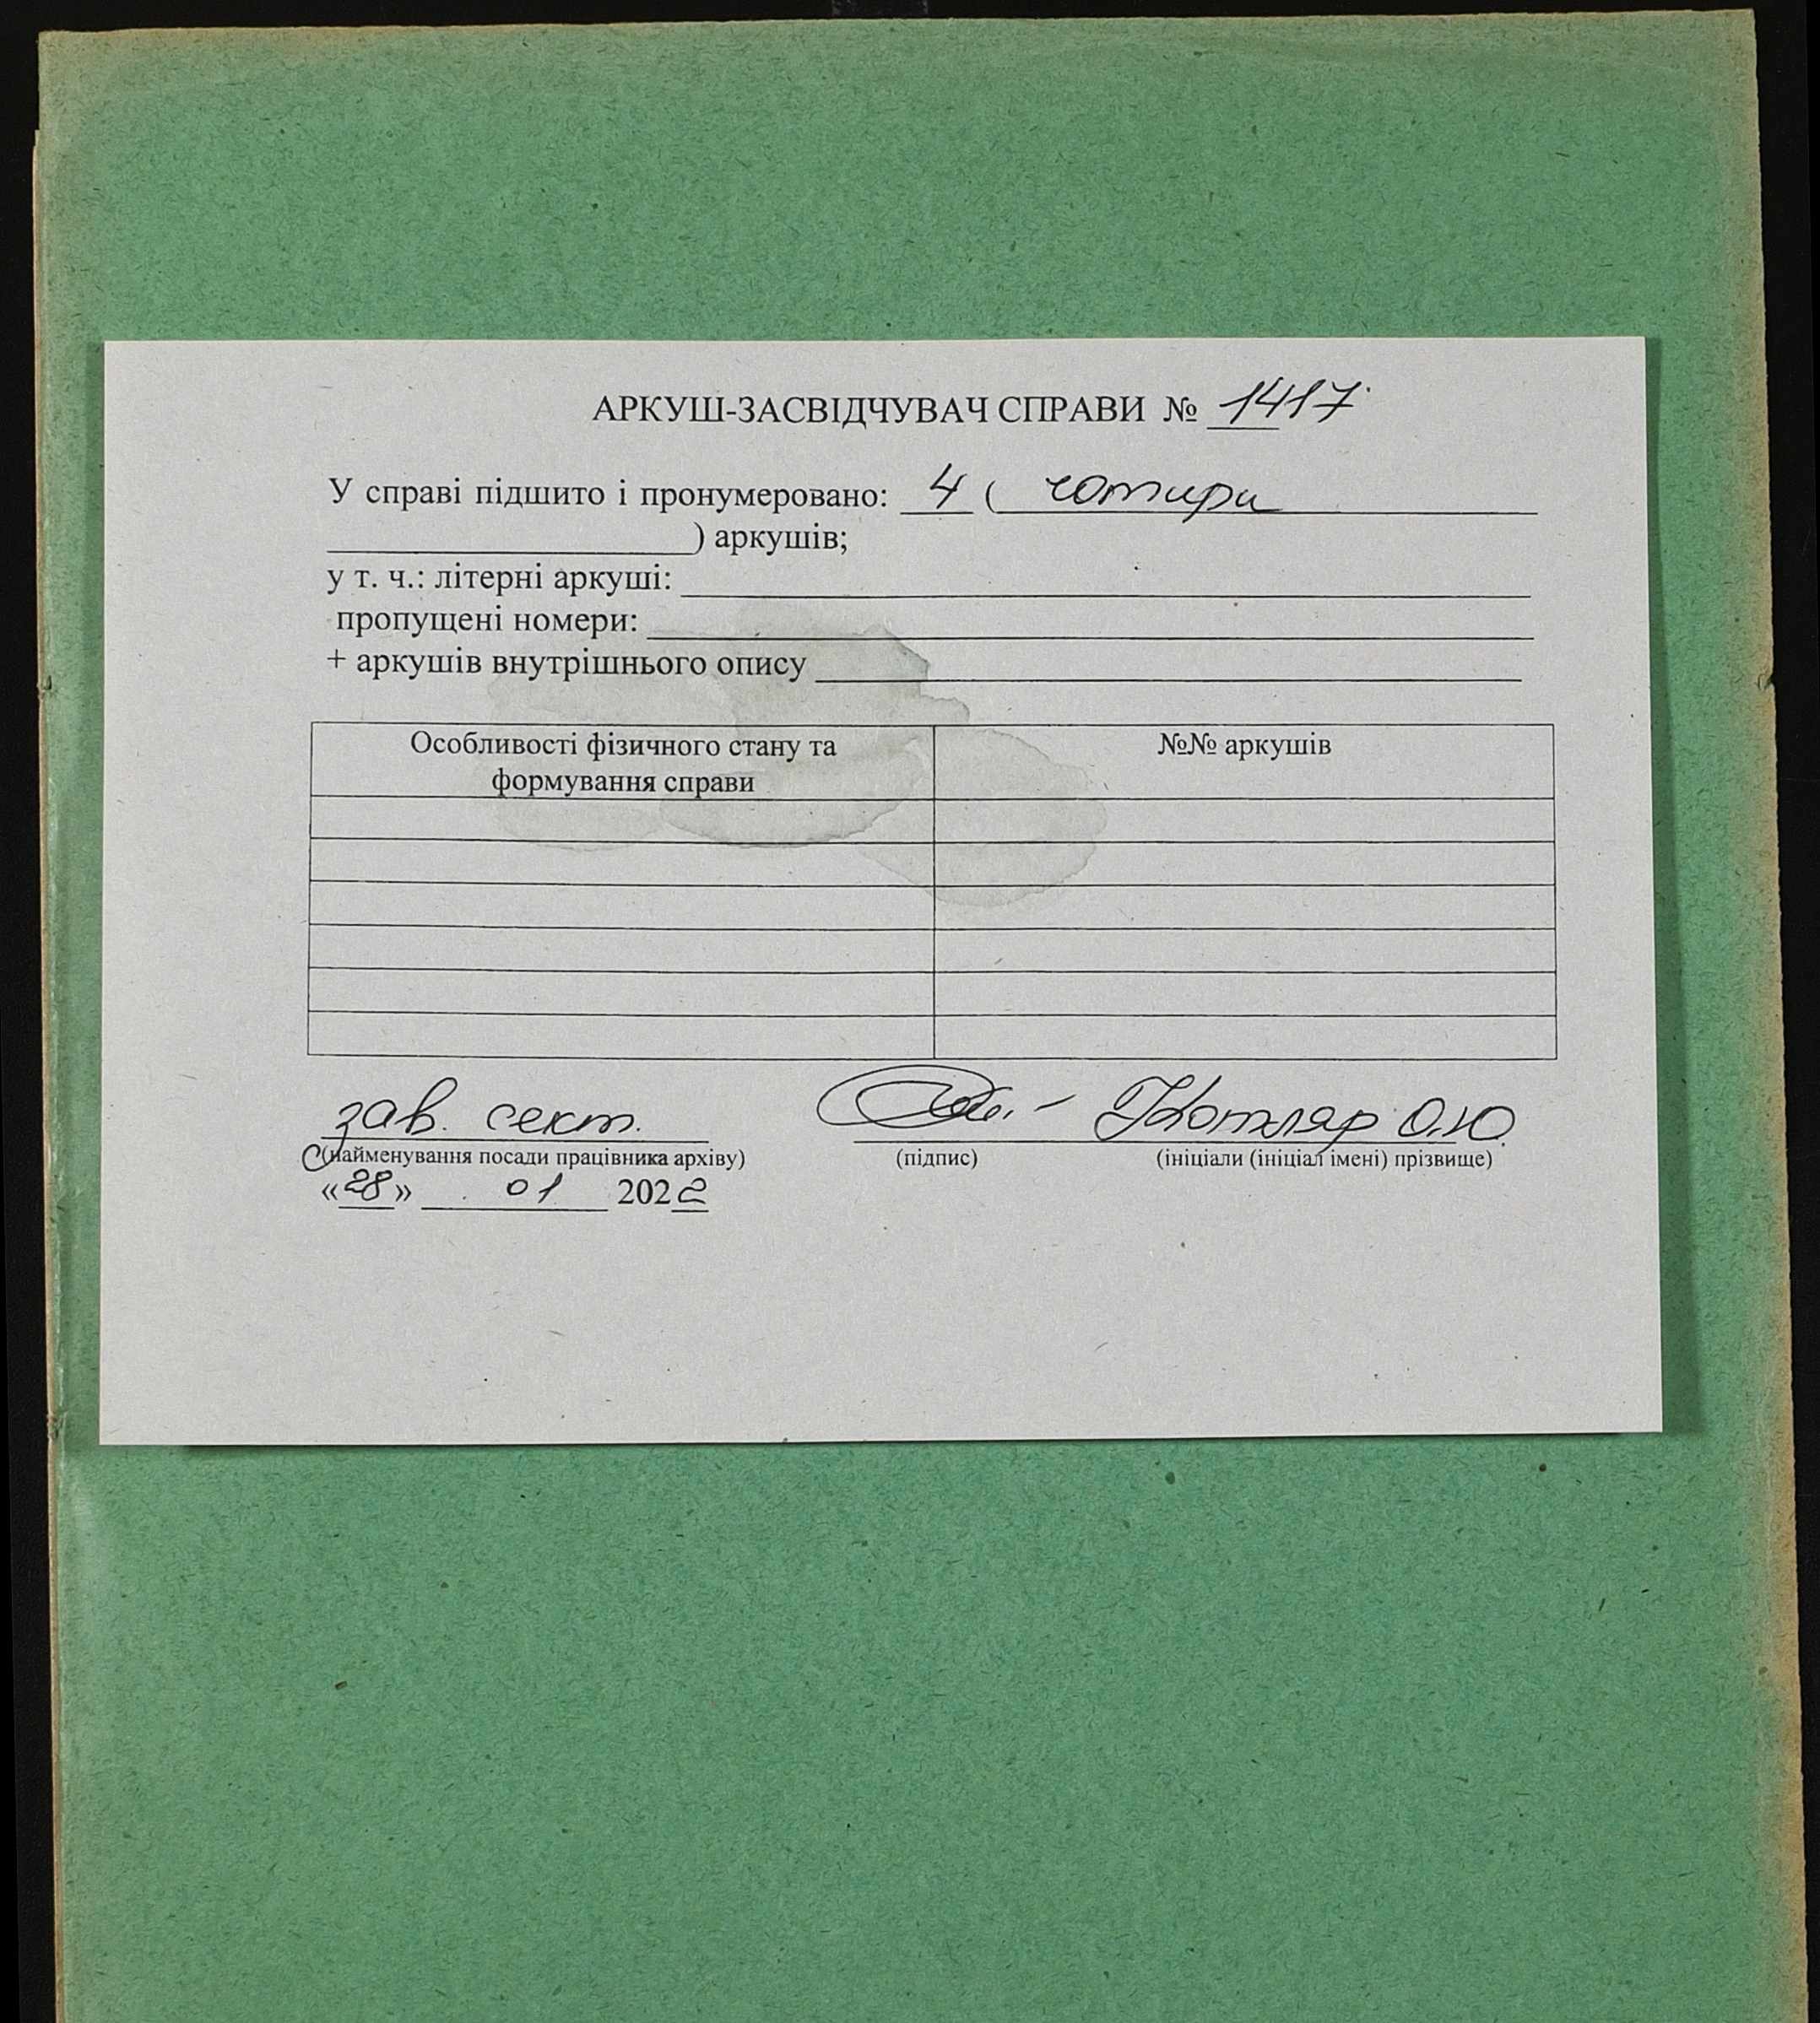 АРКУШ-ЗАСВІДЧУВАЧ СПРАВИ № 1417
У справі підшито і пронумеровано: 4 ( чотири
) аркушів;
у т. ч.: літерні аркуші:
пропущені номери:
+ аркушів внутрішнього опису
Особливості фізичного стану та
формування справи
№№ аркушів
зав. сект. Котляр О.Ю.
(найменування посади працівника архіву) (підпис) (ініціали (ініціал імені) прізвище)
«28» 01 2022